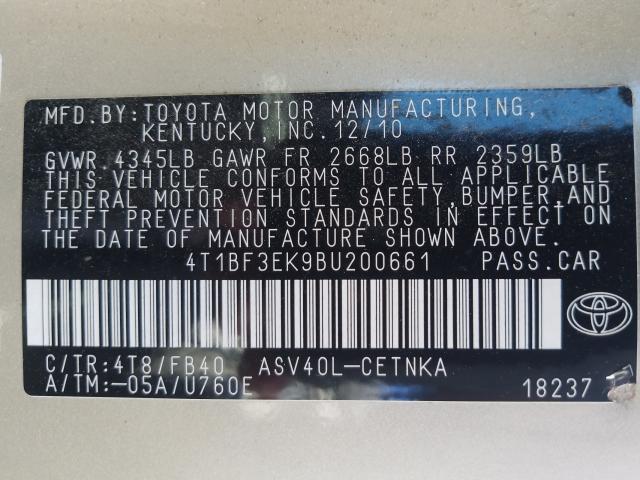 MFD.BY:TOYOTA MOTOR MANUFACTURING,
KENTUCKY,INC.12/10
GVWR 4345LB GAWR FR 2668LB RR 2359LB
THIS VEHICLE CONFORMS TO ALL APPLICABLE
FEDERAL MOTOR VEHICLE SAFETY,BUMPER,AND
THEFT PREVENTION STANDARDS IN EFFECT ON
THE DATE OF MANUFACTURE SHOWN ABOVE.
4T1BF3EK9BU200661 PASS.CAR
C/TR:4T8/FB40 ASV40L-CETNKA
A/TM:-05A/U760E 18237